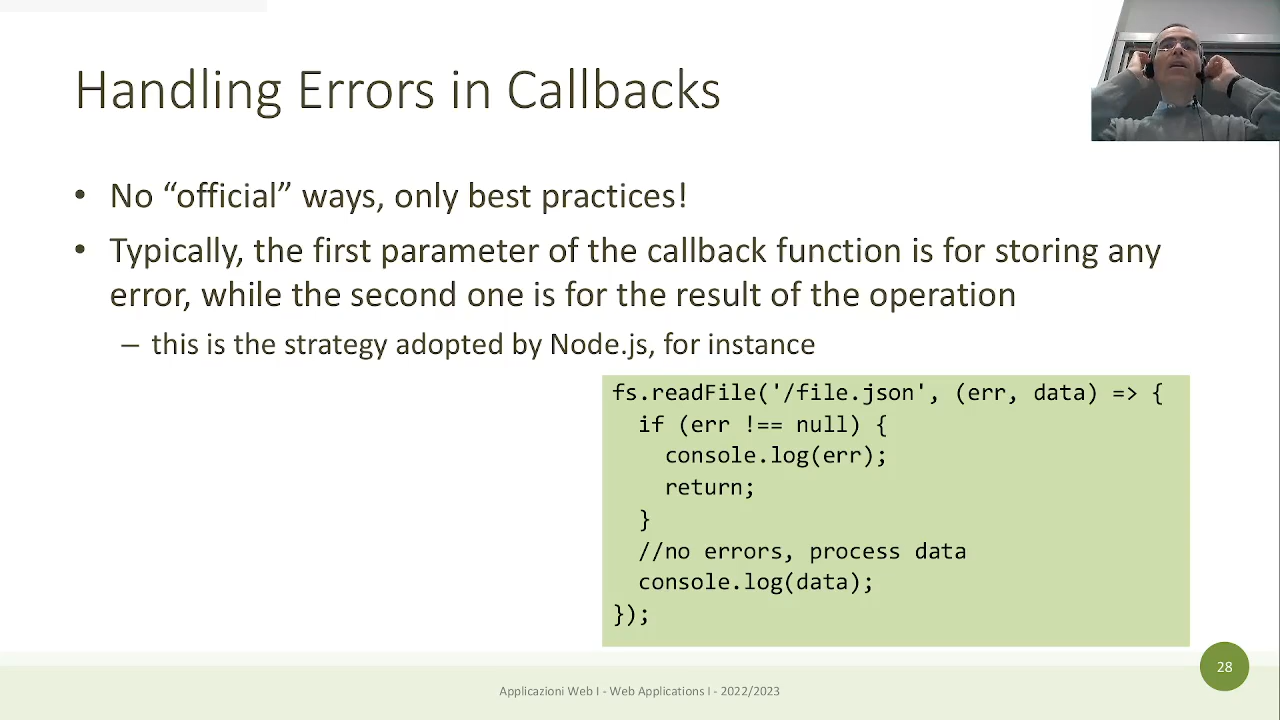 Handling Errors in Callbacks
• No “official” ways, only best practices!
• Typically, the first parameter of the callback function is for storing any
error, while the second one is for the result of the operation
– this is the strategy adopted by Node.js, for instance
fs.readFile('/file.json', (err, data) => {
  if (err !== null) {
    console.log(err);
    return;
  }
  //no errors, process data
  console.log(data);
});
28
Applicazioni Web I - Web Applications I - 2022/2023